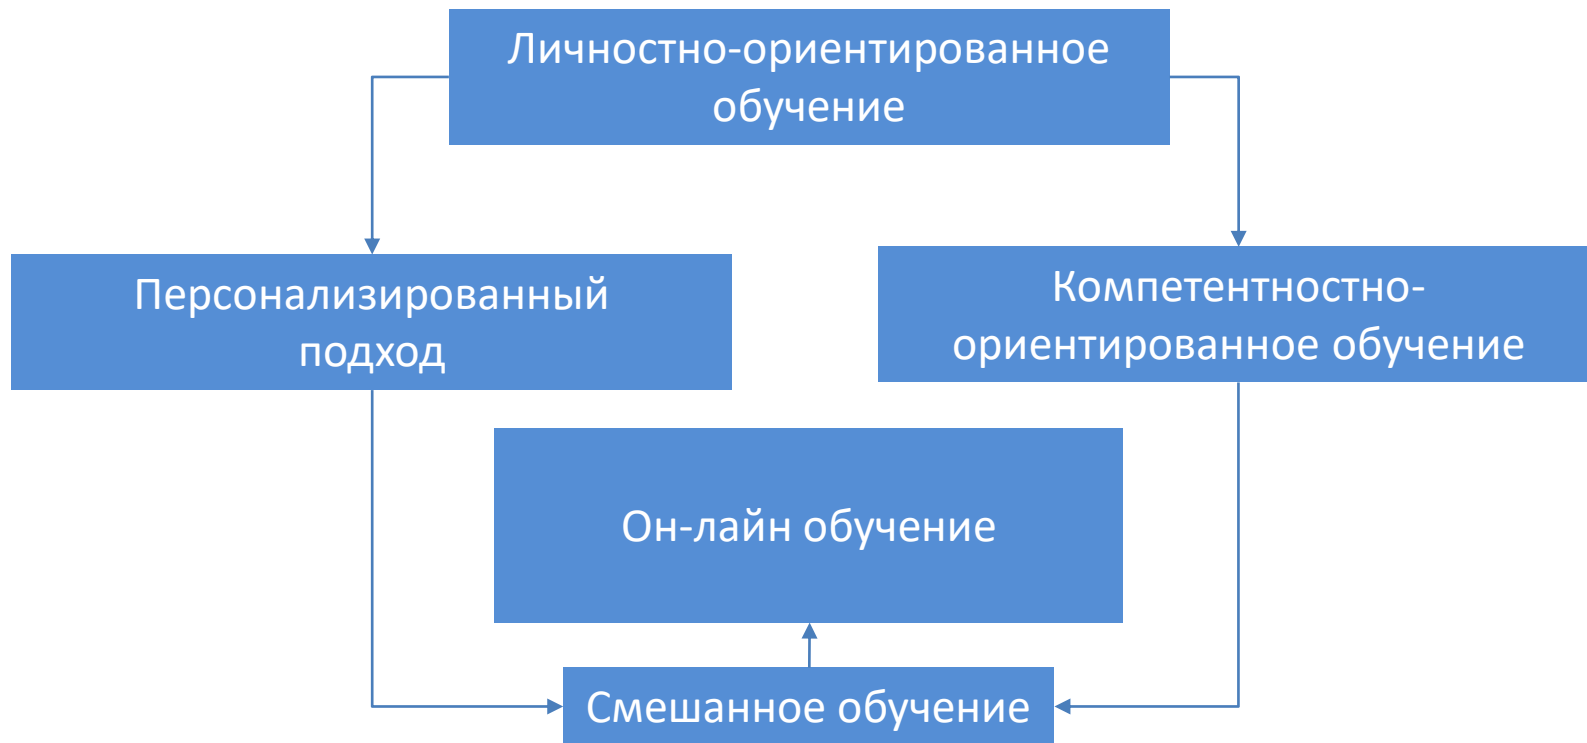 Личностно-ориентированное
обучение
Персонализированный
подход
Компетентностно-
ориентированное обучение
Он-лайн обучение
Смешанное обучение